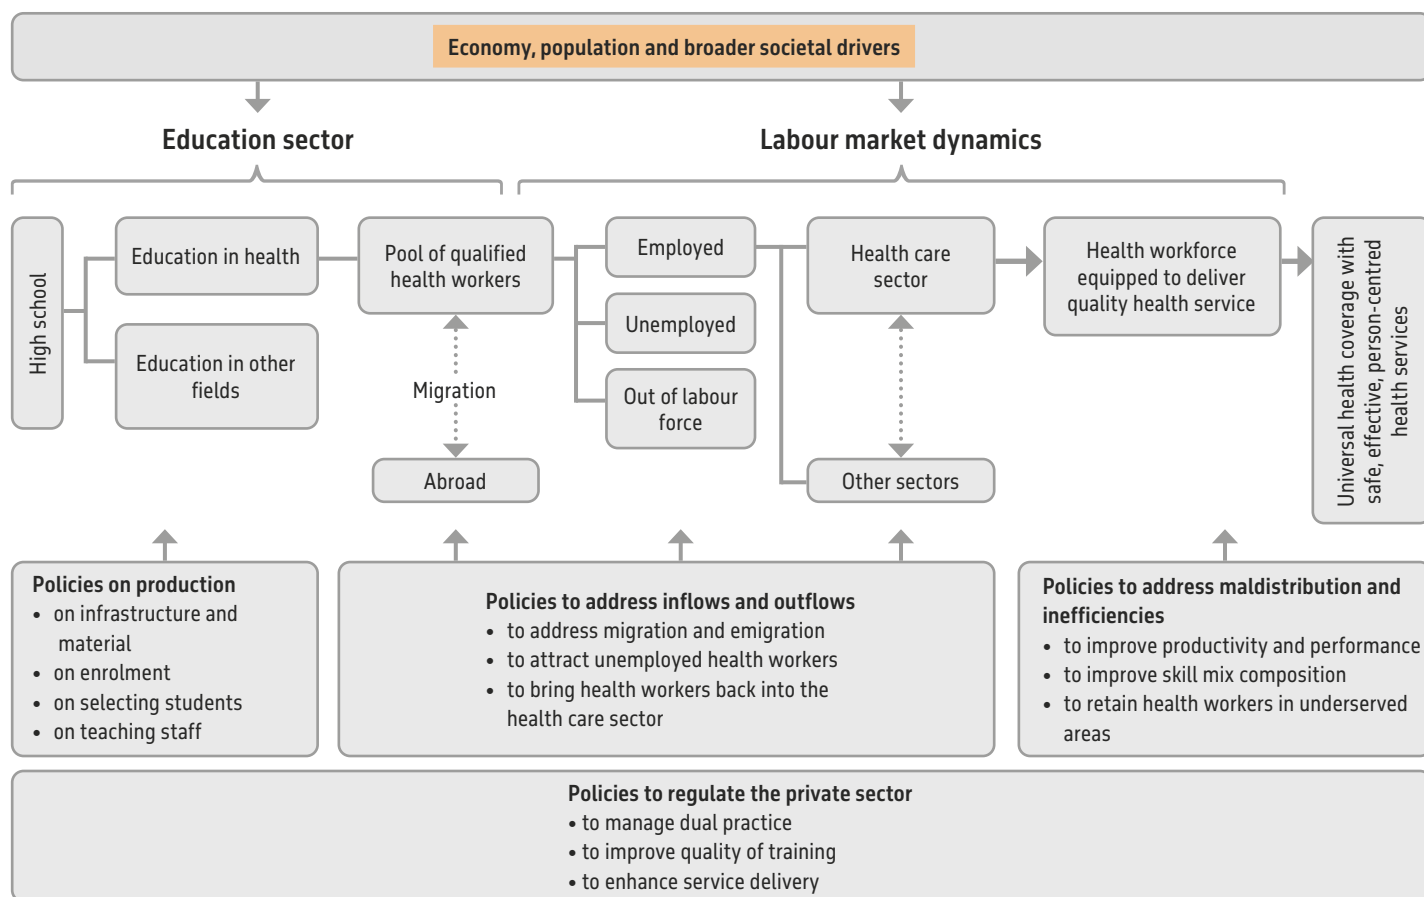 Economy, population and broader societal drivers
Education sector
Labour market dynamics
High school
Education in health
Education in other
fields
Pool of qualified
health workers
Migration
Abroad
Employed
Unemployed
Out of labour
force
Health care
sector
Other sectors
Health workforce
equipped to deliver
quality health service
Universal health coverage with
safe, effective, person-centred
health services
Policies on production
• on infrastructure and
material
• on enrolment
• on selecting students
• on teaching staff
Policies to address inflows and outflows
• to address migration and emigration
• to attract unemployed health workers
• to bring health workers back into the
health care sector
Policies to address maldistribution and
inefficiencies
• to improve productivity and performance
• to improve skill mix composition
• to retain health workers in underserved
areas
Policies to regulate the private sector
• to manage dual practice
• to improve quality of training
• to enhance service delivery